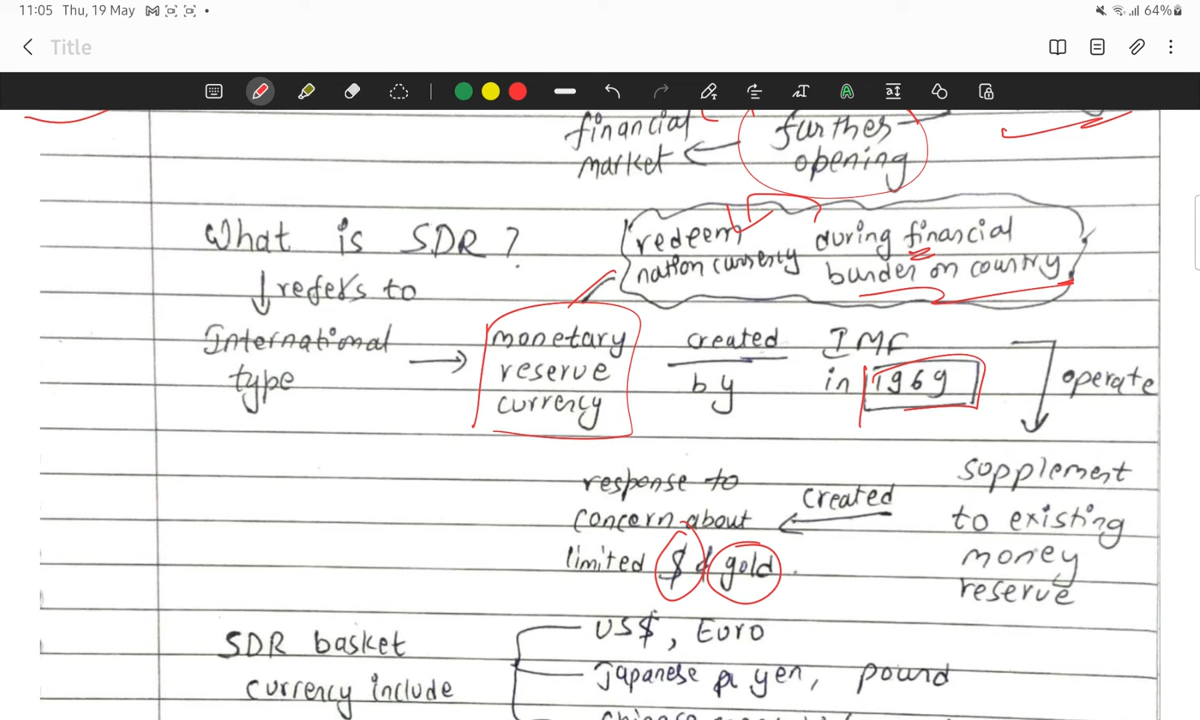 11:05 Thu, 19 May
64%
Title
financial
market
further
opening
What is SDR?
redeem
nation currency
during financial
burder on country
refers to
International
type
monetary
reserve
currency
created
by
IMF
in 1969
operate
response to
concern about
limited $ & gold.
created
supplement
to existing
money
reserve
SDR basket
currency include
US$, Euro
Japanese yen, pound